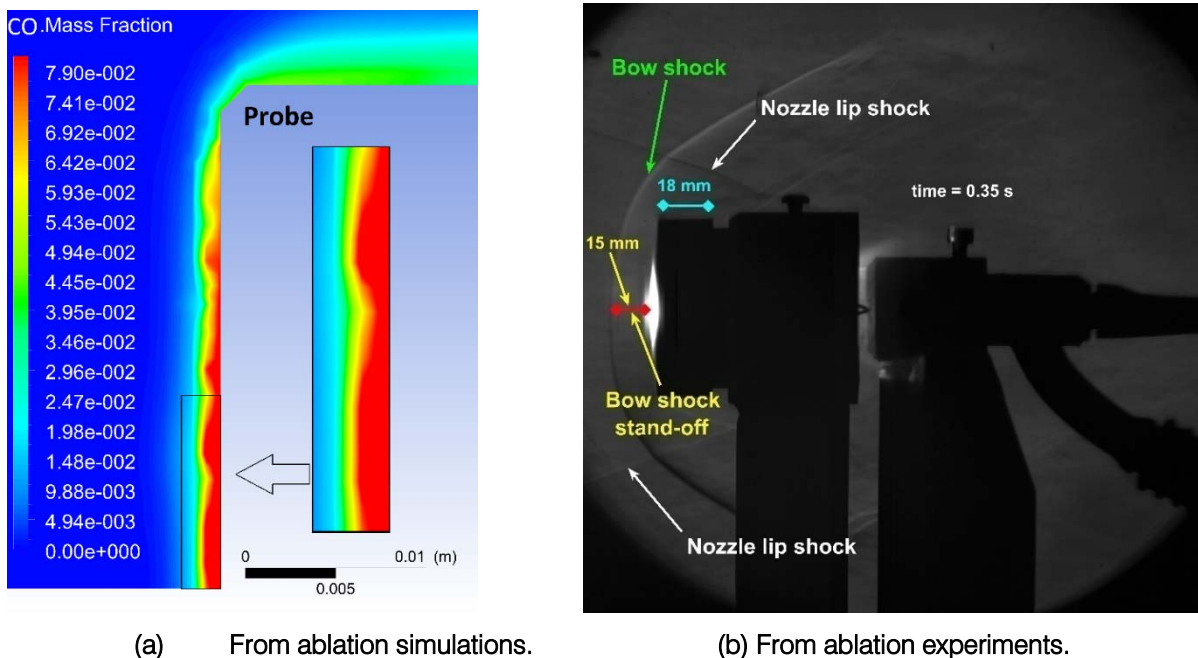 CO.Mass Fraction
7.90e-002
7.41e-002
6.92e-002
6.42e-002
5.93e-002
5.43e-002
4.94e-002
4.45e-002
3.95e-002
3.46e-002
2.96e-002
2.47e-002
1.98e-002
1.48e-002
9.88e-003
4.94e-003
0.00e+000
Probe
0 0.01 (m)
0.005
Bow shock
Nozzle lip shock
18 mm
time = 0.35 s
15 mm
Bow shock
stand-off
Nozzle lip shock
(a) From ablation simulations.
(b) From ablation experiments.